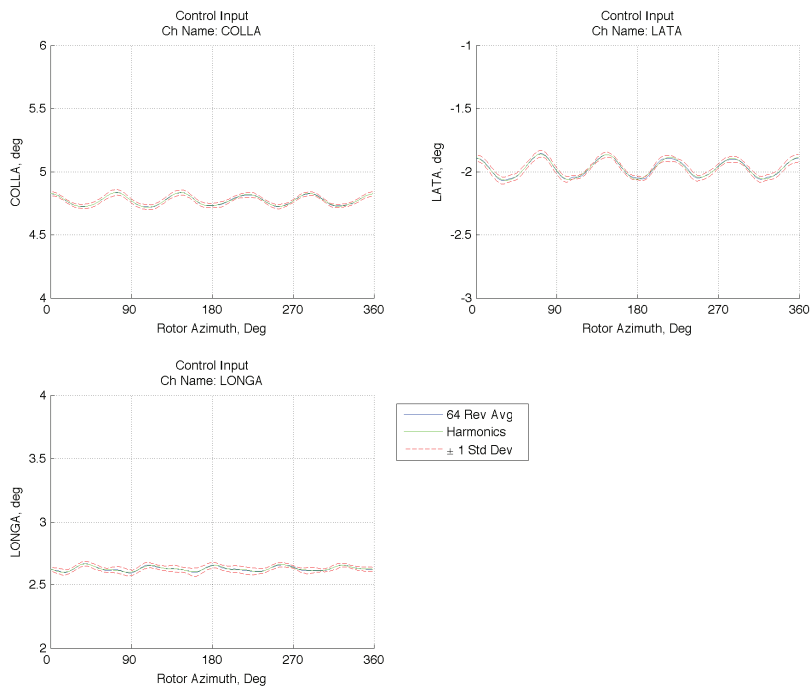 Control Input
Ch Name: COLLA
6
5.5
5
4.5
4
COLLA, deg
0 90 180 270 360
Rotor Azimuth, Deg
Control Input
Ch Name: LATA
-1
-1.5
-2
-2.5
-3
LATA, deg
0 90 180 270 360
Rotor Azimuth, Deg
Control Input
Ch Name: LONGA
4
3.5
3
2.5
2
LONGA, deg
0 90 180 270 360
Rotor Azimuth, Deg
64 Rev Avg
Harmonics
± 1 Std Dev